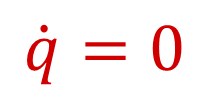 q̇ = 0